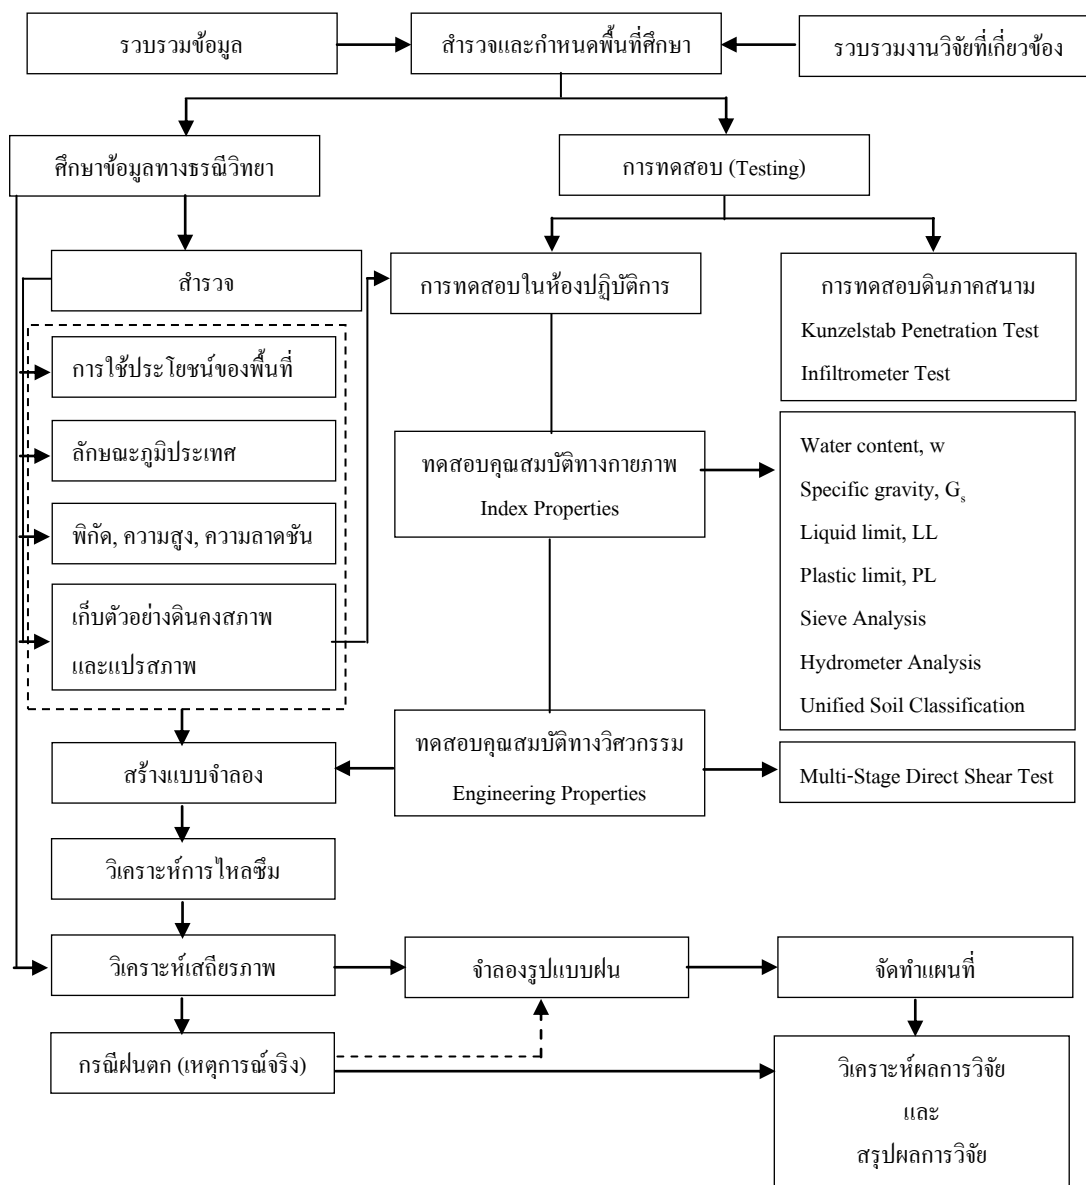 รวบรวมข้อมูล
สำรวจและกำหนดพื้นที่ศึกษา
รวบรวมงานวิจัยที่เกี่ยวข้อง
ศึกษาข้อมูลทางธรณีวิทยา
การทดสอบ (Testing)
สำรวจ
การทดสอบในห้องปฏิบัติการ
การทดสอบดินภาคสนาม
Kunzelstab Penetration Test
Infiltrometer Test
การใช้ประโยชน์ของพื้นที่
ลักษณะภูมิประเทศ
พิกัด, ความสูง, ความลาดชัน
เก็บตัวอย่างดินคงสภาพ
และแปรสภาพ
ทดสอบคุณสมบัติทางกายภาพ
Index Properties
Water content, w
Specific gravity, Gs
Liquid limit, LL
Plastic limit, PL
Sieve Analysis
Hydrometer Analysis
Unified Soil Classification
สร้างแบบจำลอง
ทดสอบคุณสมบัติทางวิศวกรรม
Engineering Properties
Multi-Stage Direct Shear Test
วิเคราะห์การไหลซึม
วิเคราะห์เสถียรภาพ
จำลองรูปแบบฝน
จัดทำแผนที่
กรณีฝนตก (เหตุการณ์จริง)
วิเคราะห์ผลการวิจัย
และ
สรุปผลการวิจัย